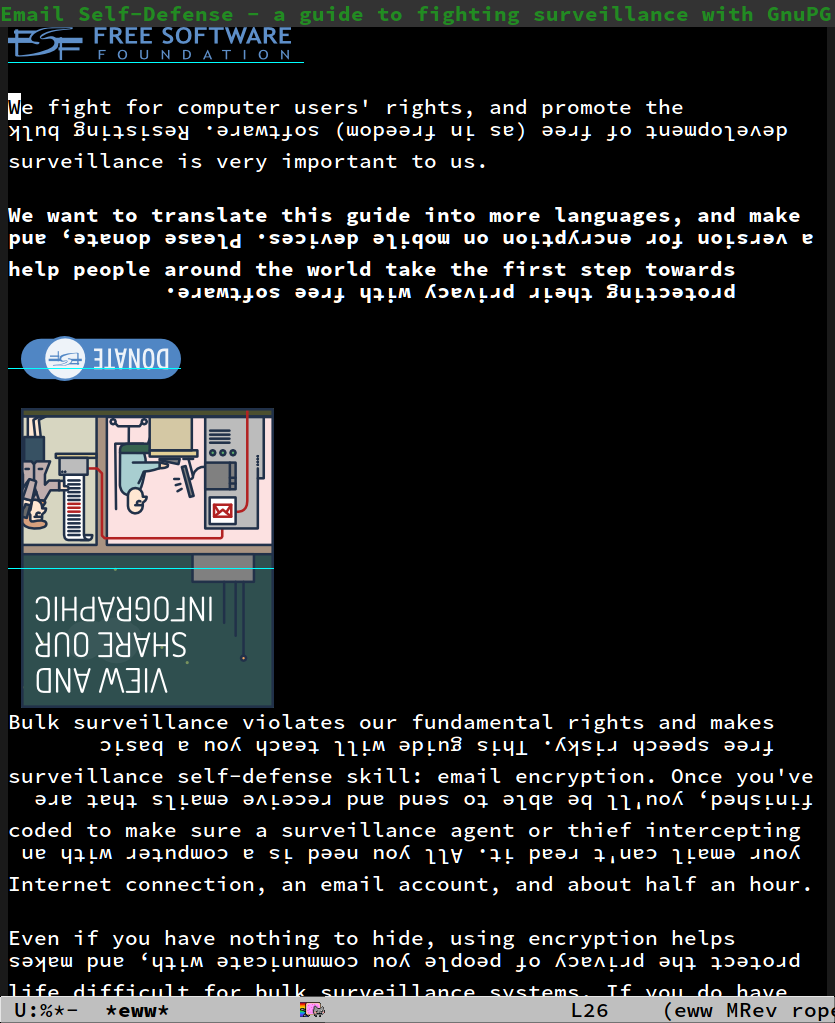 Email Self-Defense - a guide to fighting surveillance with GnuPG
FREE SOFTWARE
FOUNDATION
We fight for computer users' rights, and promote the
development of free (as in freedom) software. Resisting bulk
surveillance is very important to us.
We want to translate this guide into more languages, and make
a version for encryption on mobile devices. Please donate, and
help people around the world take the first step towards
protecting their privacy with free software.
DONATE
VIEW AND
SHARE OUR
INFOGRAPHIC
Bulk surveillance violates our fundamental rights and makes
free speech risky. This guide will teach you a basic
surveillance self-defense skill: email encryption. Once you've
finished, you'll be able to send and receive emails that are
coded to make sure a surveillance agent or thief intercepting
your email can't read it. All you need is a computer with an
Internet connection, an email account, and about half an hour.
Even if you have nothing to hide, using encryption helps
protect the privacy of people you communicate with, and makes
life difficult for bulk surveillance systems. If you do have
U:%*- *eww* L26 (eww MRev rop